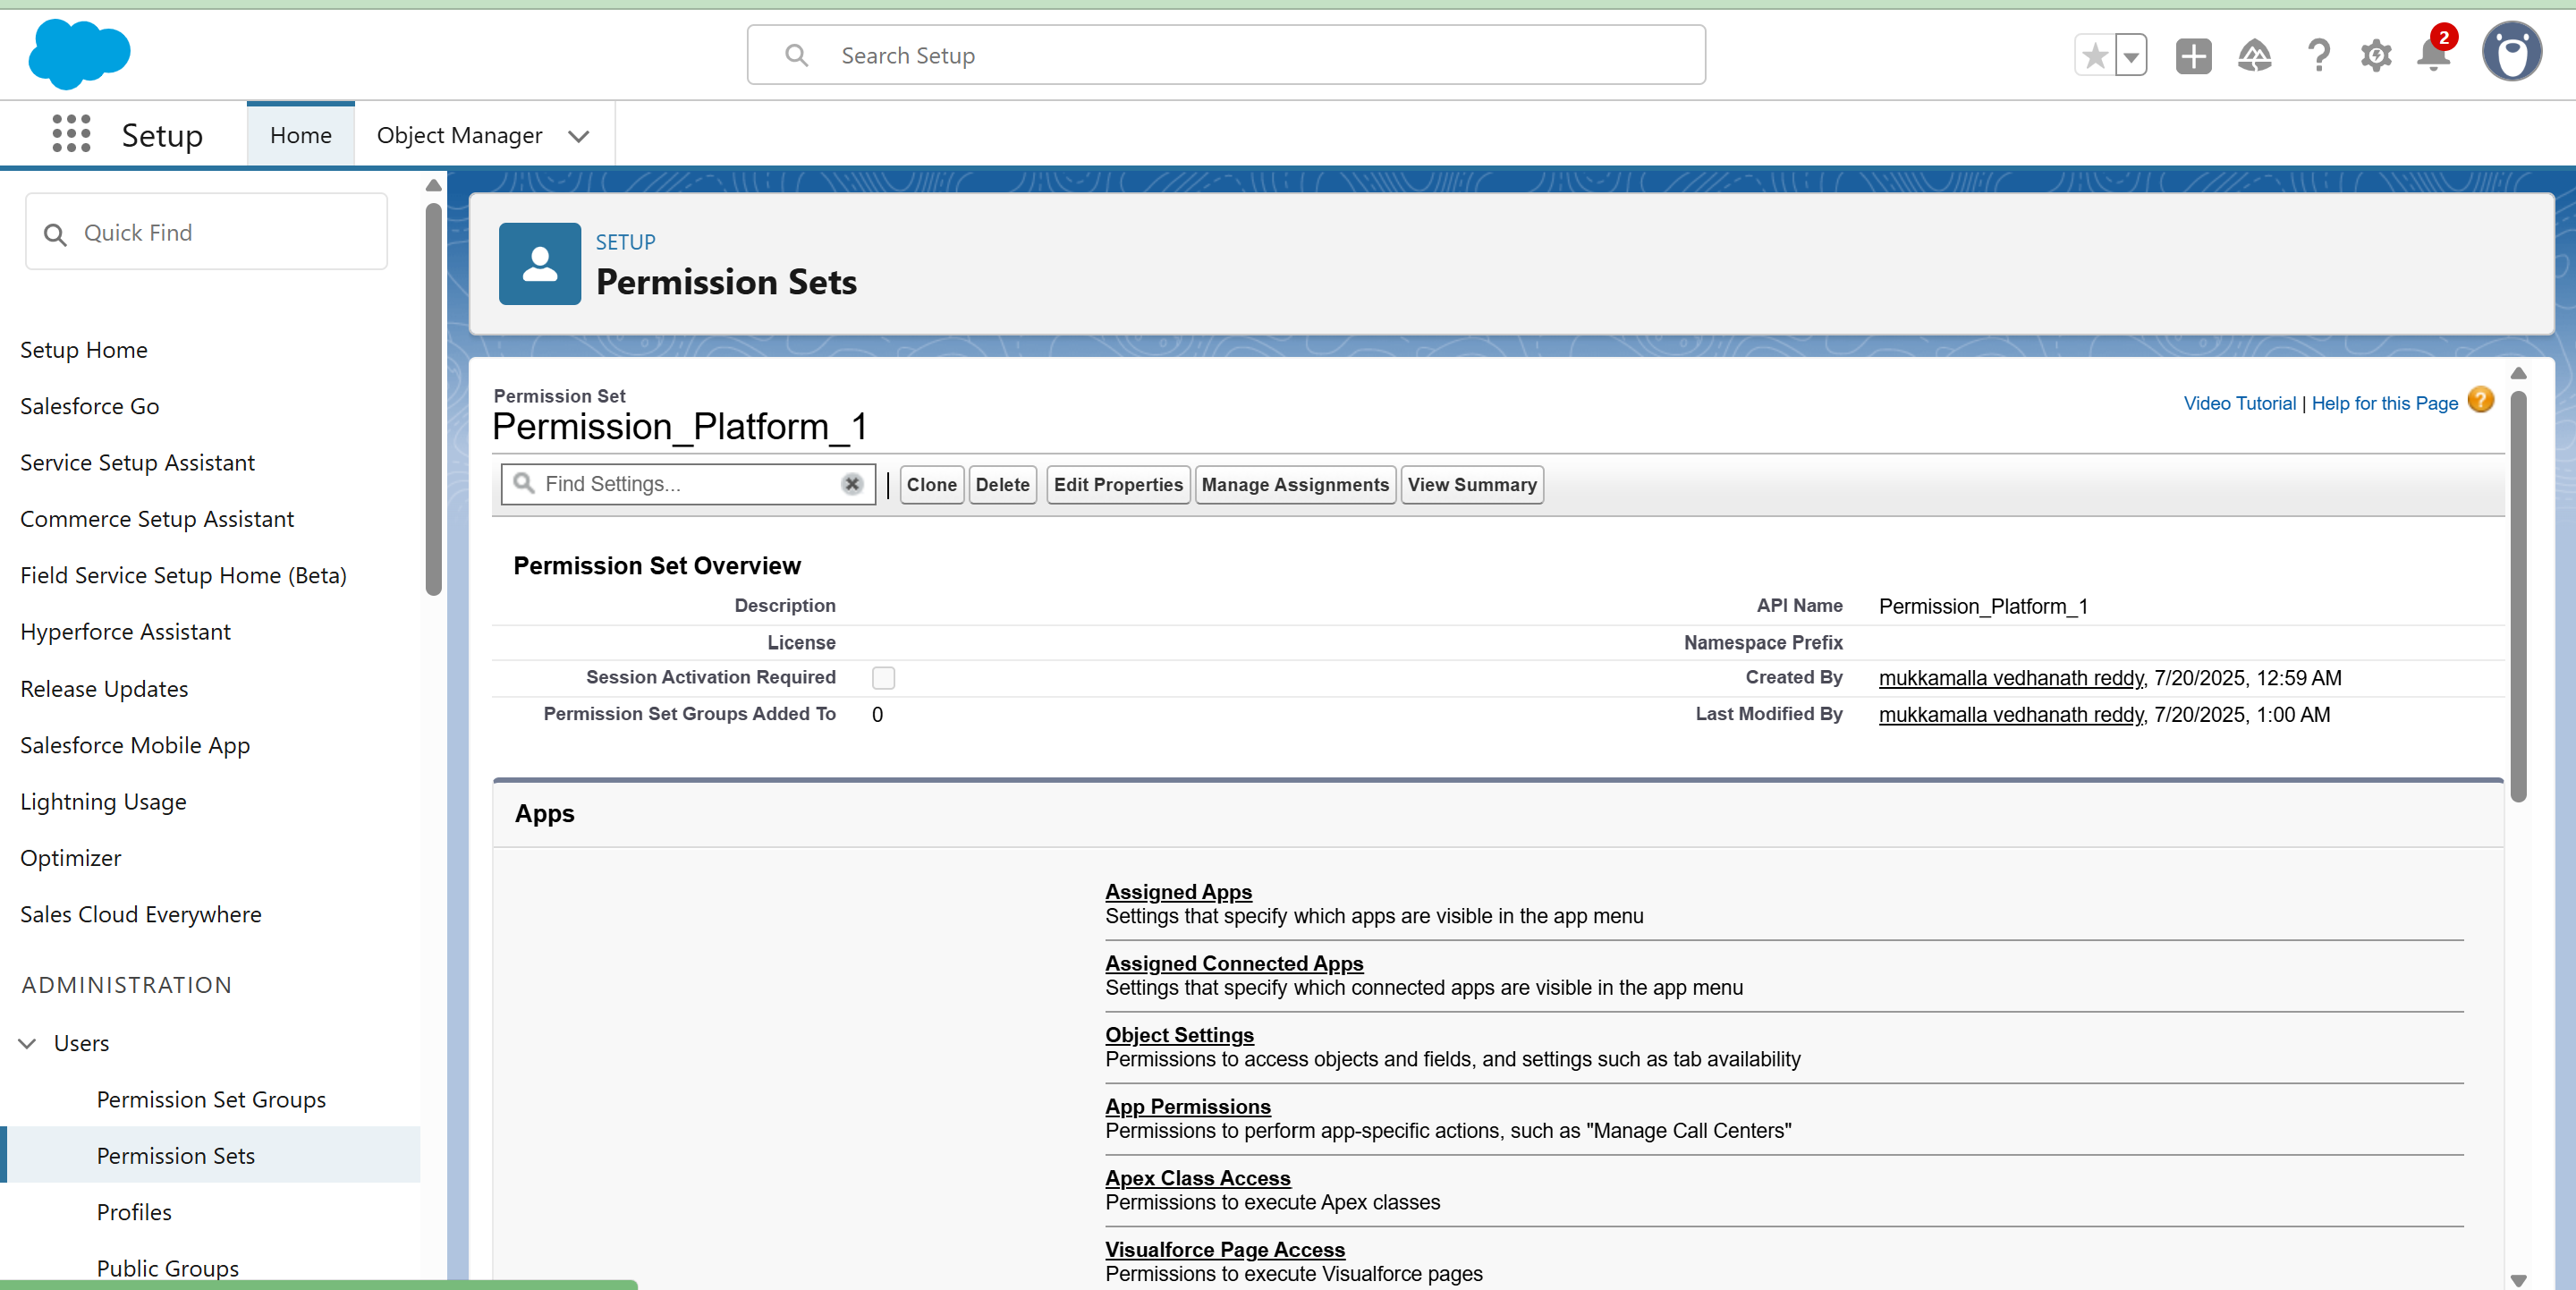 Search Setup
2
Setup
Home
Object Manager
Quick Find
Setup Home
Salesforce Go
Service Setup Assistant
Commerce Setup Assistant
Field Service Setup Home (Beta)
Hyperforce Assistant
Release Updates
Salesforce Mobile App
Lightning Usage
Optimizer
Sales Cloud Everywhere
ADMINISTRATION
Users
Permission Set Groups
Permission Sets
Profiles
Public Groups
SETUP
Permission Sets
Permission Set
Permission_Platform_1
Video Tutorial | Help for this Page ?
Find Settings... | Clone Delete Edit Properties Manage Assignments View Summary
Permission Set Overview
Description API Name Permission_Platform_1
License Namespace Prefix
Session Activation Required Created By mukkamalla vedhanath reddy, 7/20/2025, 12:59 AM
Permission Set Groups Added To 0 Last Modified By mukkamalla vedhanath reddy, 7/20/2025, 1:00 AM
Apps
Assigned Apps
Settings that specify which apps are visible in the app menu
Assigned Connected Apps
Settings that specify which connected apps are visible in the app menu
Object Settings
Permissions to access objects and fields, and settings such as tab availability
App Permissions
Permissions to perform app-specific actions, such as "Manage Call Centers"
Apex Class Access
Permissions to execute Apex classes
Visualforce Page Access
Permissions to execute Visualforce pages